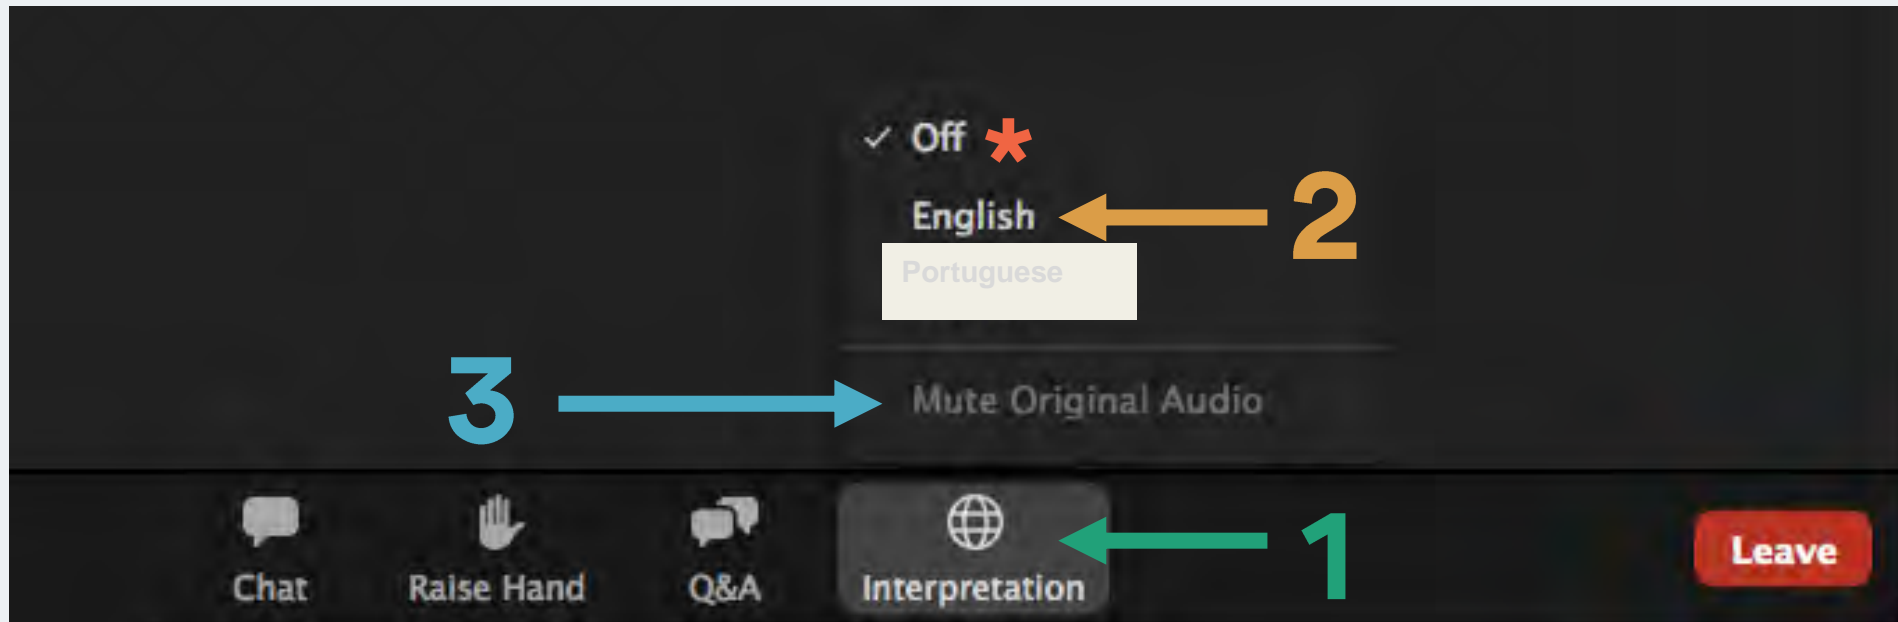 ✓ Off *
English 2
Portuguese
3 Mute Original Audio
Chat Raise Hand Q&A Interpretation 1 Leave